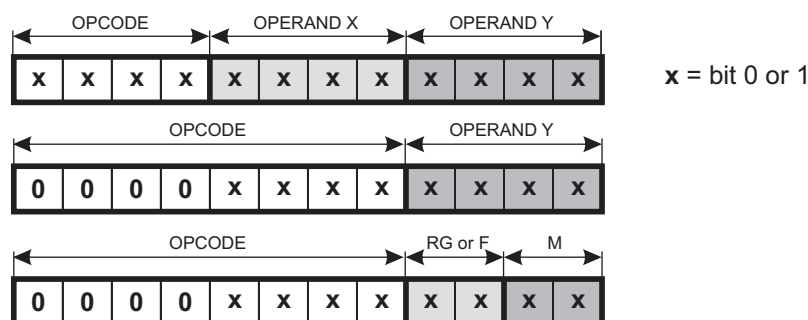 OPCODE OPERAND X OPERAND Y
x x x x x x x x x x x x x = bit 0 or 1
OPCODE OPERAND Y
0 0 0 0 x x x x x x x x
OPCODE RG or F M
0 0 0 0 x x x x x x x x